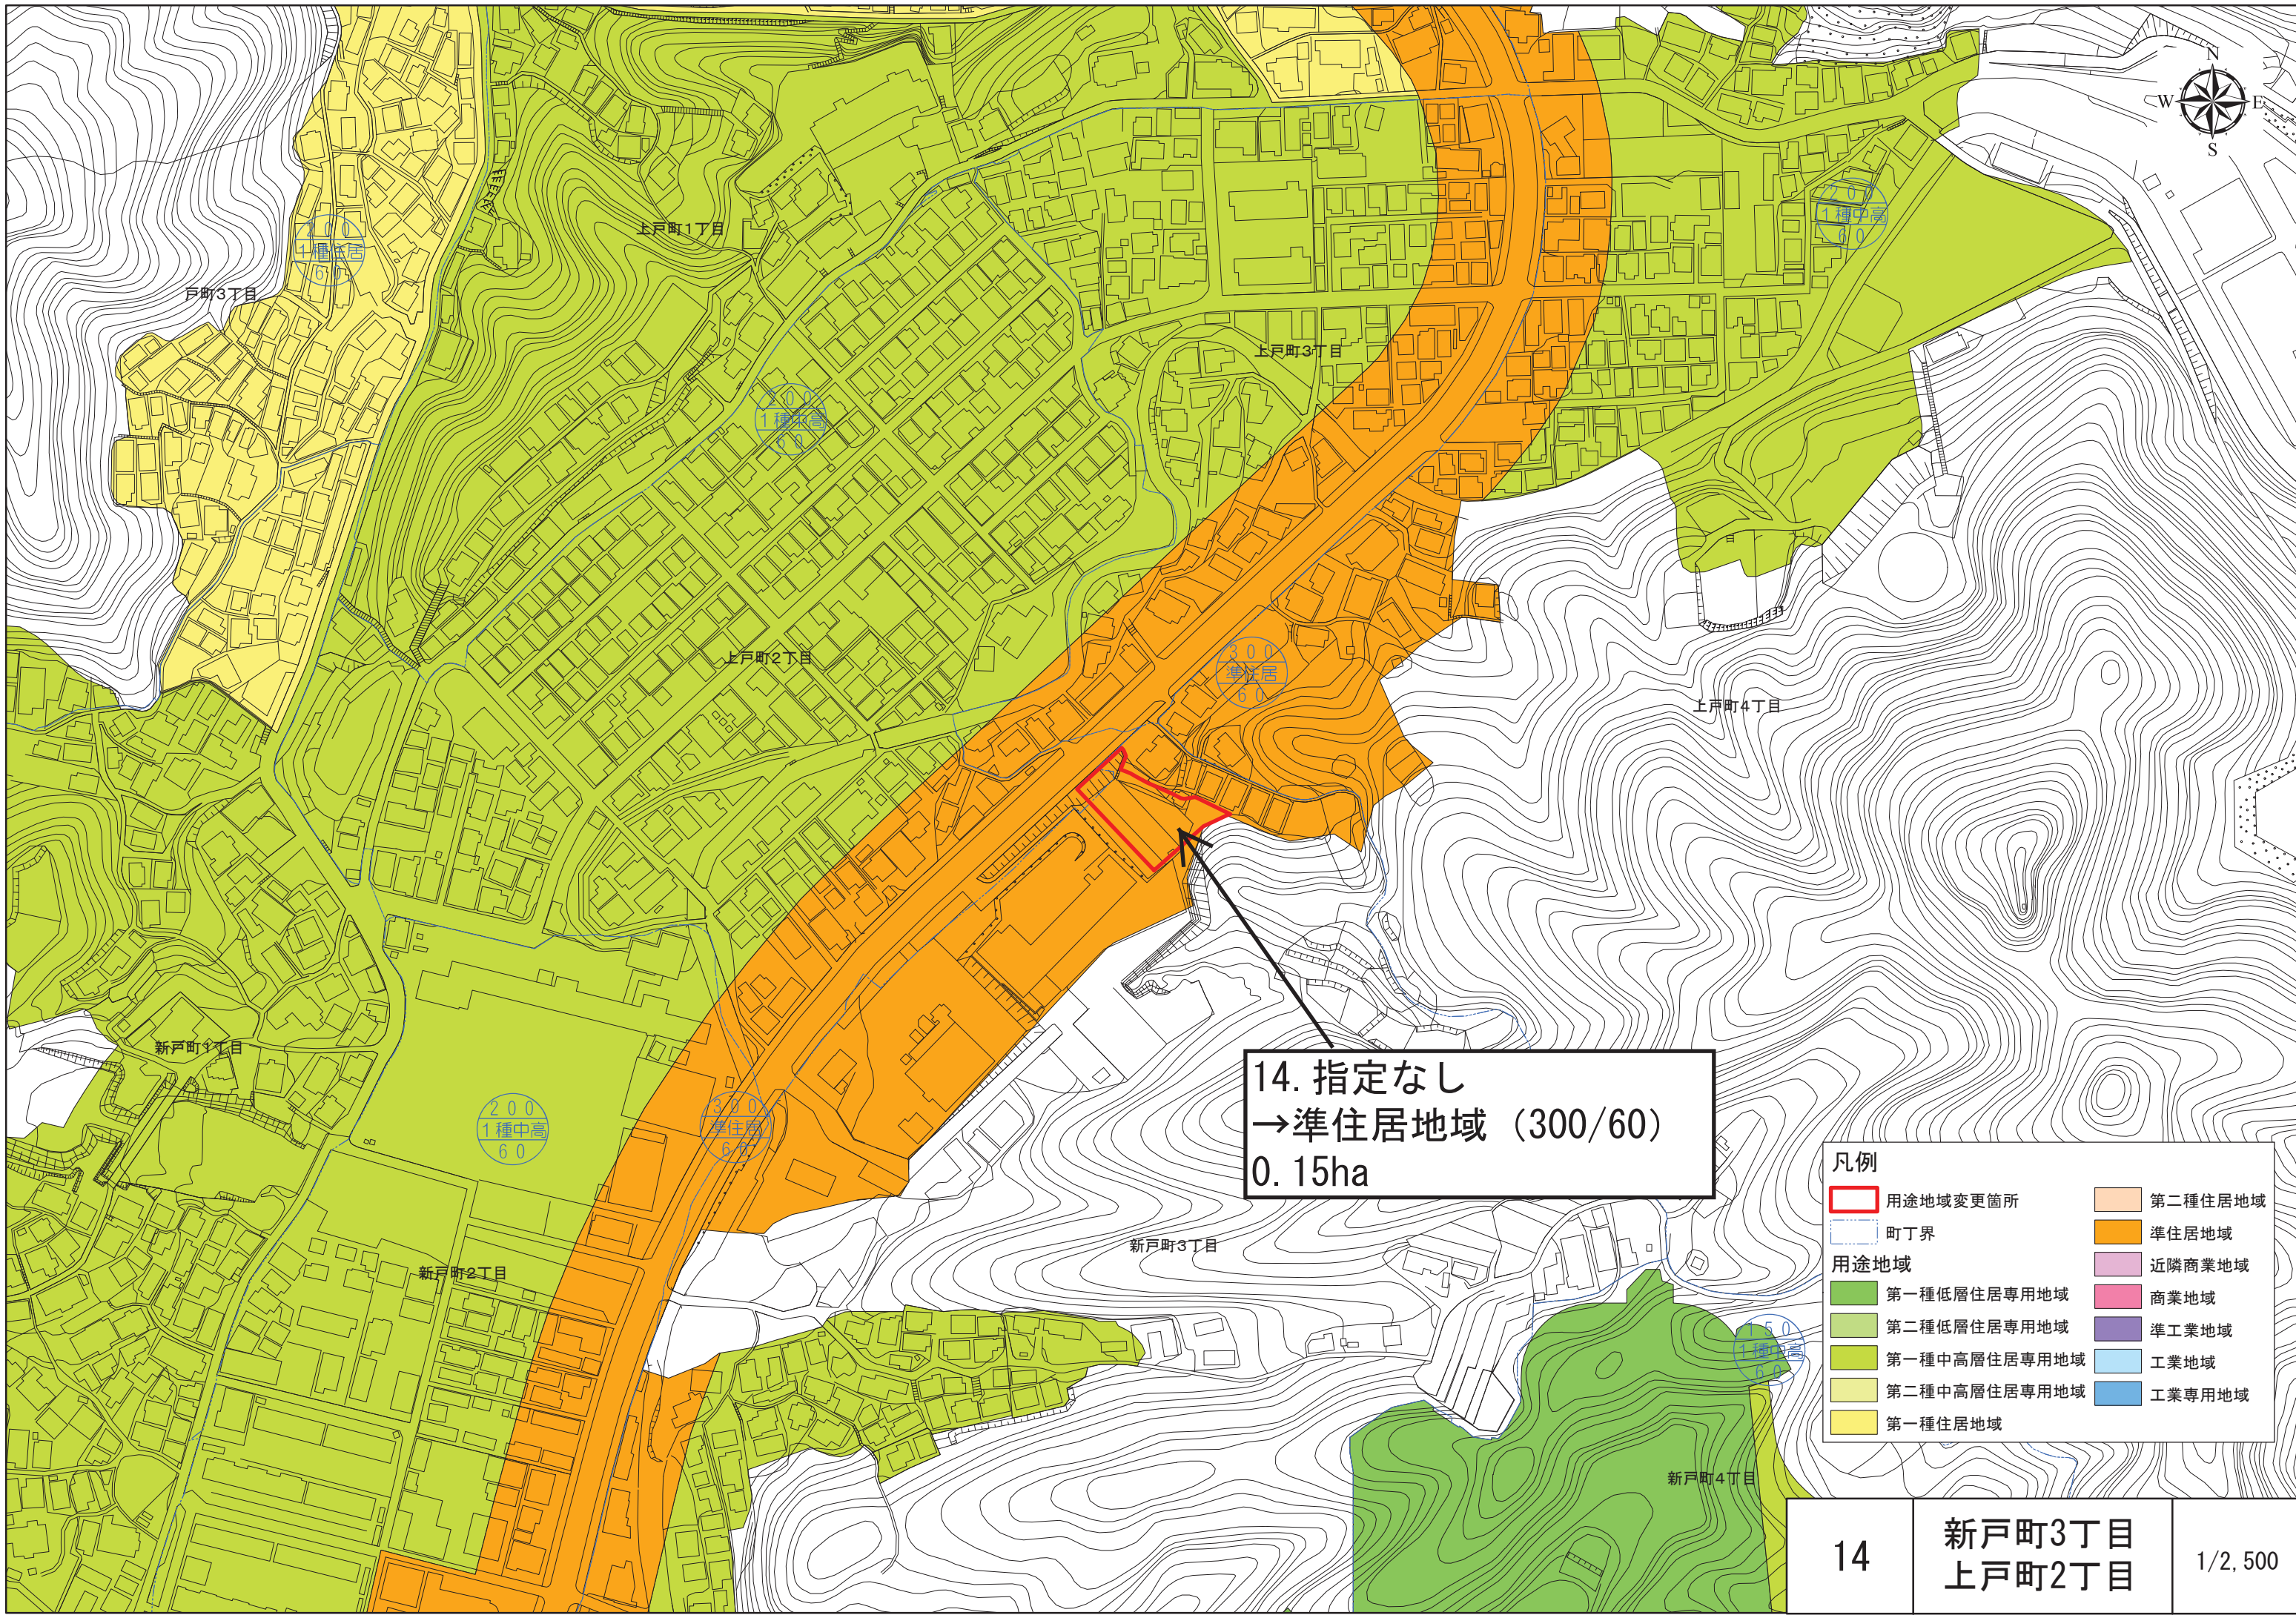 N
W
E
S
200
1種中高
60
上戸町1丁目
200
1種住居
60
戸町3丁目
上戸町3丁目
200
1種中高
60
上戸町2丁目
300
準住居
60
上戸町4丁目
新戸町1丁目
200
1種中高
60
300
準住居
60
14. 指定なし
→準住居地域 (300/60)
0.15ha
新戸町3丁目
新戸町2丁目
150
1種中高
60
新戸町4丁目
凡例
用途地域変更箇所
町丁界
用途地域
第一種低層住居専用地域
第二種低層住居専用地域
第一種中高層住居専用地域
第二種中高層住居専用地域
第一種住居地域
第二種住居地域
準住居地域
近隣商業地域
商業地域
準工業地域
工業地域
工業専用地域
14
新戸町3丁目
上戸町2丁目
1/2,500